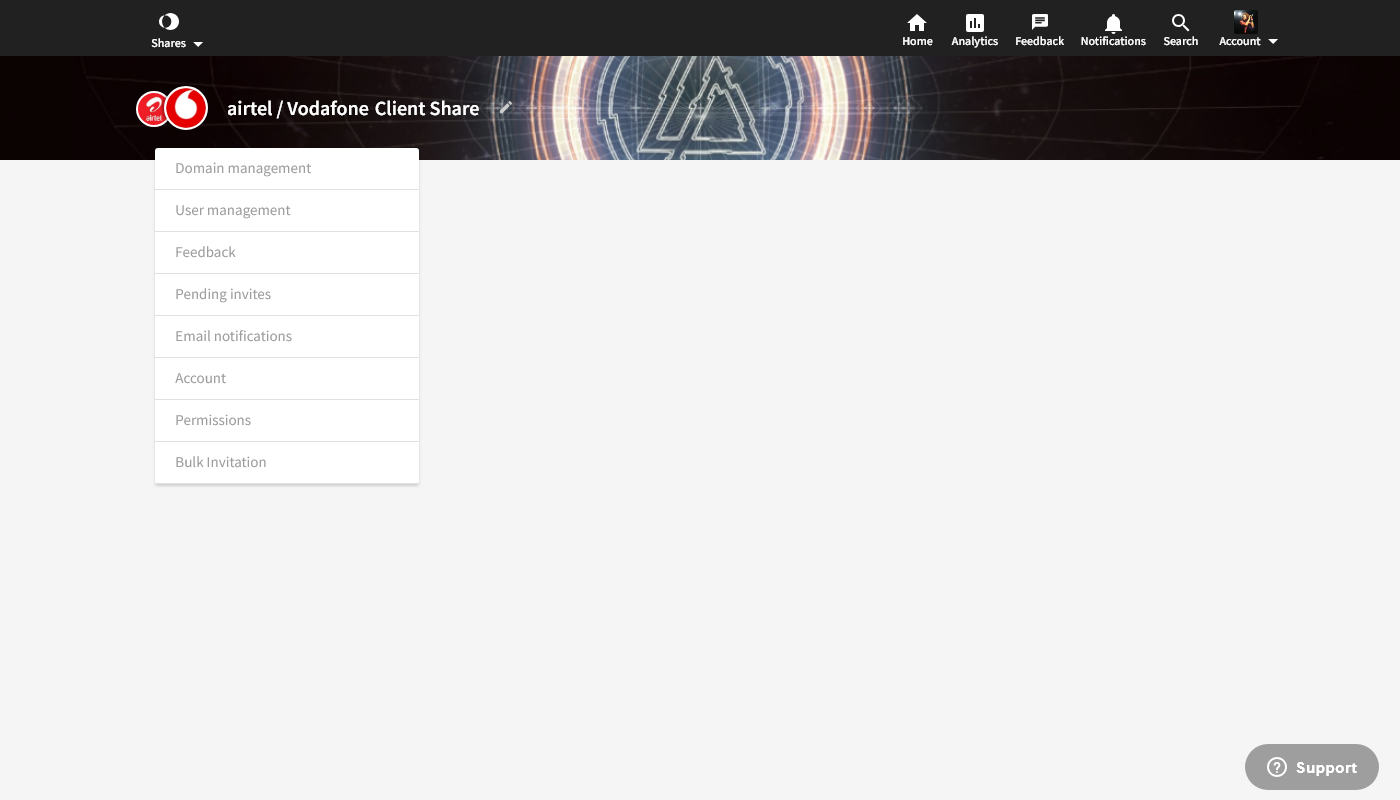 Shares
Home
Analytics
Feedback
Notifications
Search
Account
airtel
airtel / Vodafone Client Share
Domain management
User management
Feedback
Pending invites
Email notifications
Account
Permissions
Bulk Invitation
Support